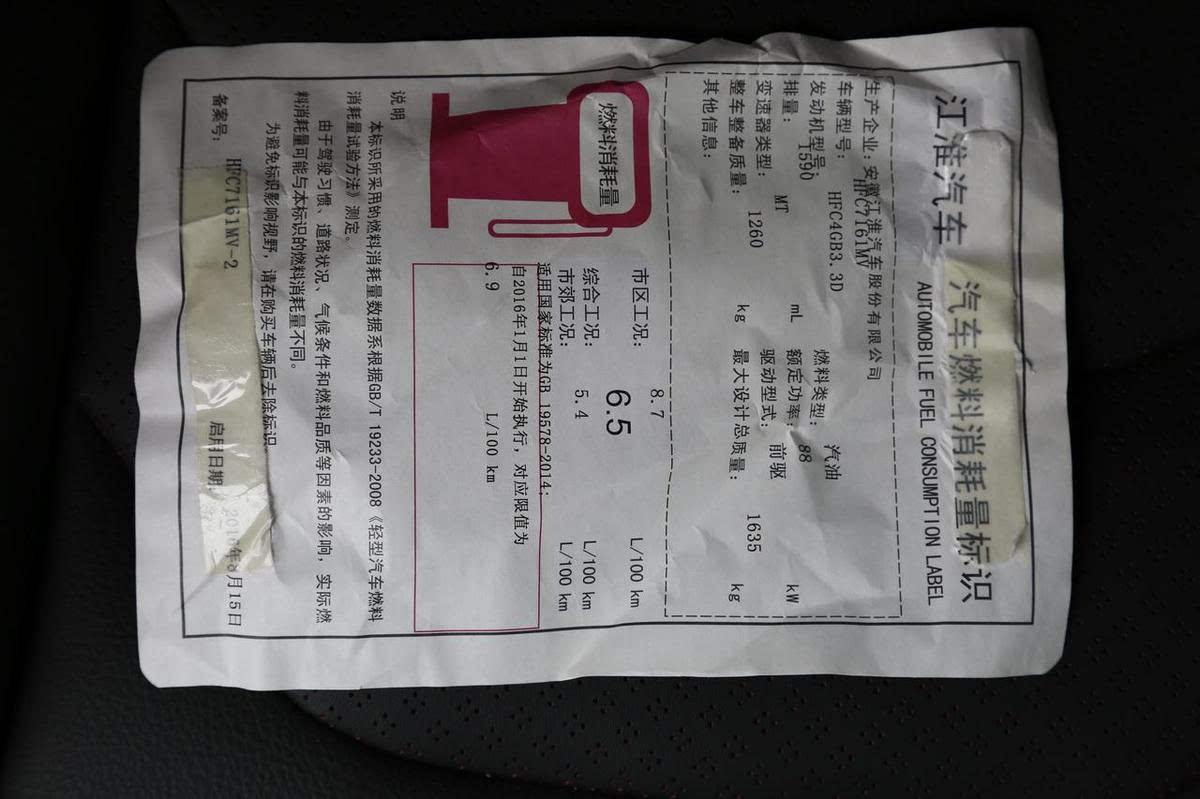 江淮汽车 汽车燃料消耗量标识
AUTOMOBILE FUEL CONSUMPTION LABEL
生产企业：安徽江淮汽车股份有限公司
车辆型号： HFC7161MV
发动机型号： HFC4GB3.3D 燃料类型： 汽油
排量： 1590 mL 额定功率： 88 kW
变速器类型： MT 驱动型式： 前驱
整车整备质量： 1260 kg 最大设计总质量： 1635 kg
其他信息：
燃料消耗量
市区工况： 8.7 L/100 km
综合工况： 6.5 L/100 km
市郊工况： 5.4 L/100 km
适用国家标准为GB 19578-2014；
自2016年1月1日开始执行，对应限值为
6.9 L/100 km
说明
本标识所采用的燃料消耗量数据系根据GB/T 19233-2008《轻型汽车燃料
消耗量试验方法》测定。
由于驾驶习惯、道路状况、气候条件和燃料品质等因素的影响，实际燃
料消耗量可能与本标识的燃料消耗量不同。
为避免标识影响视野，请在购买车辆后去除标识。
备案号： HFC7161MV-2 启用日期： 月15日